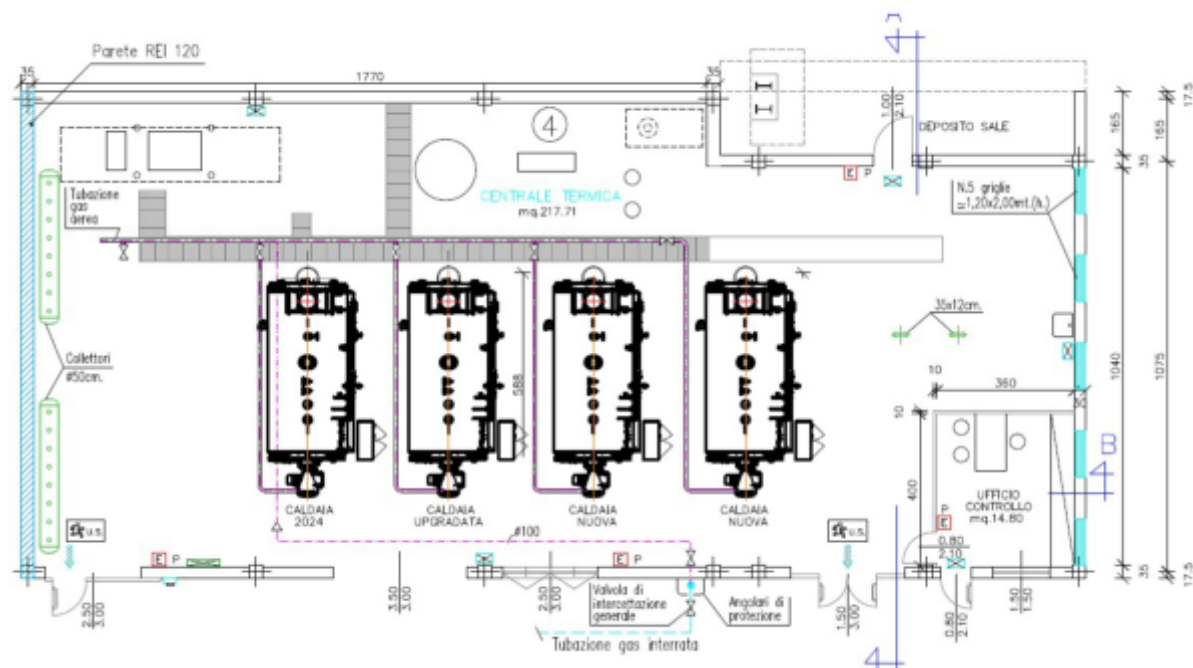 Parete REI 120
35
1770
35
1.00
2.10
DEPOSITO SALE
165
165
17.5
35
4
CENTRALE TERMICA
mq.217.71
E P
N.5 griglie
≃1,20x2,00mt.(h.)
Tubazione
gas
aerea
35x12cm.
Collettori
ø50cm.
588
10
360
1040
1075
10
400
B
UFFICIO
CONTROLLO
mq.14.80
P
E
0.80
2.10
CALDAIA
2024
CALDAIA
UPGRADATA
CALDAIA
NUOVA
CALDAIA
NUOVA
U.S.
U.S.
ø100
E P
E P
2.50
3.00
3.50
3.00
2.50
3.00
Valvola di
intercettazione
generale
Angolari di
protezione
1.50
3.00
0.80
2.10
1.50
1.50
35
17.5
Tubazione gas interrata